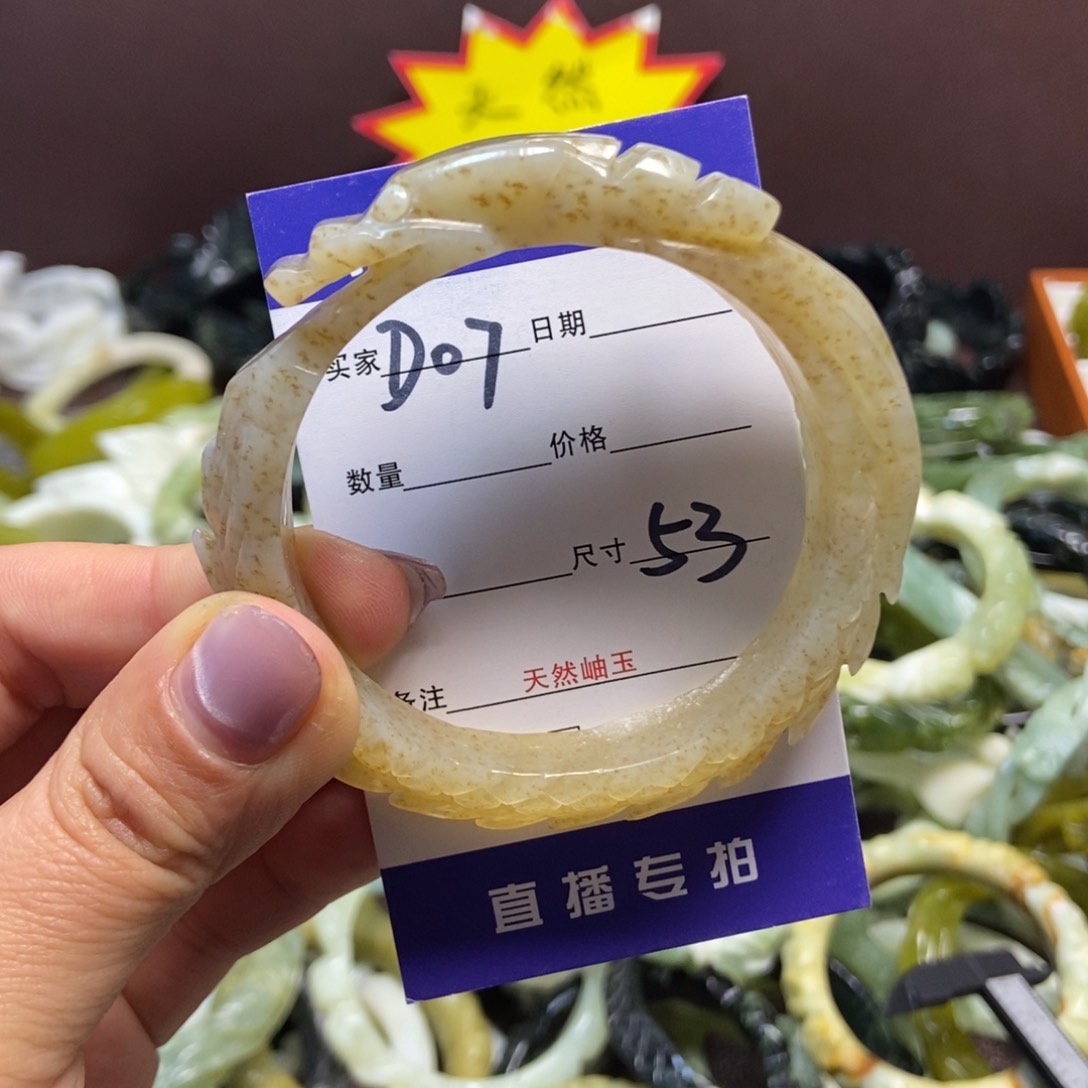 天然
买家 D07 日期
数量 价格
尺寸 53
备注 天然岫玉
直播专拍